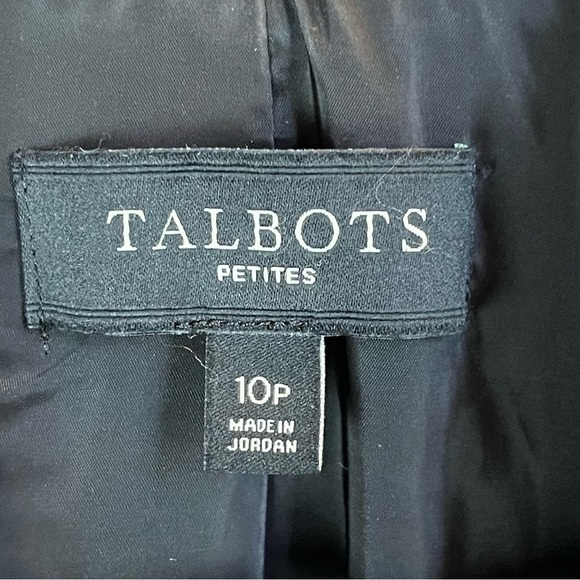 TALBOTS
PETITES
10P
MADE IN
JORDAN